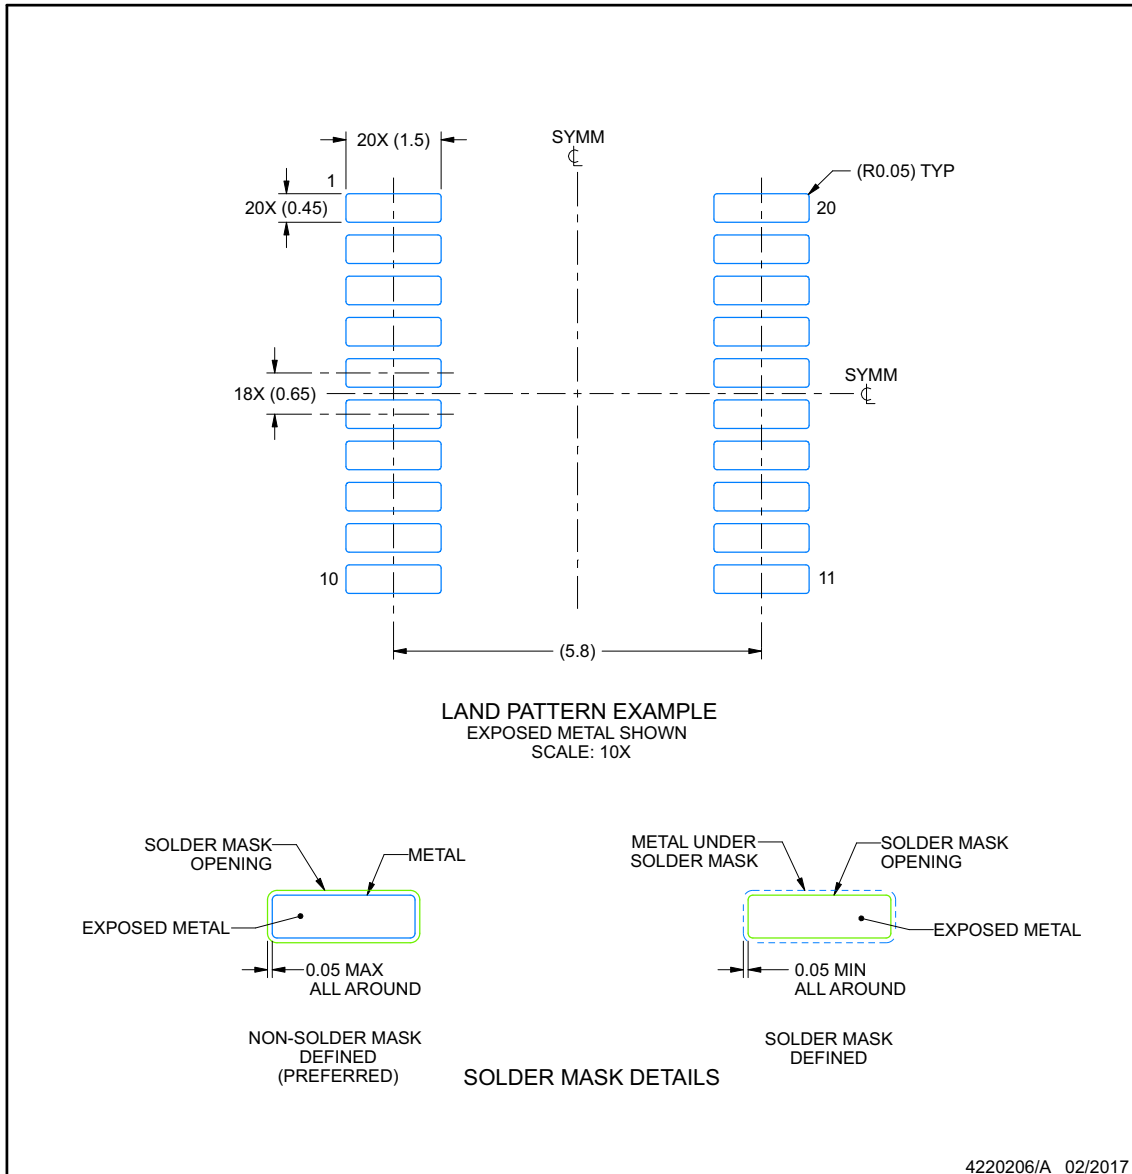 20X (1.5)
SYMM
(R0.05) TYP
1
20X (0.45)
20
18X (0.65)
SYMM
10
11
(5.8)
LAND PATTERN EXAMPLE
EXPOSED METAL SHOWN
SCALE: 10X
SOLDER MASK
OPENING
METAL
EXPOSED METAL
0.05 MAX
ALL AROUND
NON-SOLDER MASK
DEFINED
(PREFERRED)
METAL UNDER
SOLDER MASK
SOLDER MASK
OPENING
EXPOSED METAL
0.05 MIN
ALL AROUND
SOLDER MASK
DEFINED
SOLDER MASK DETAILS
4220206/A 02/2017